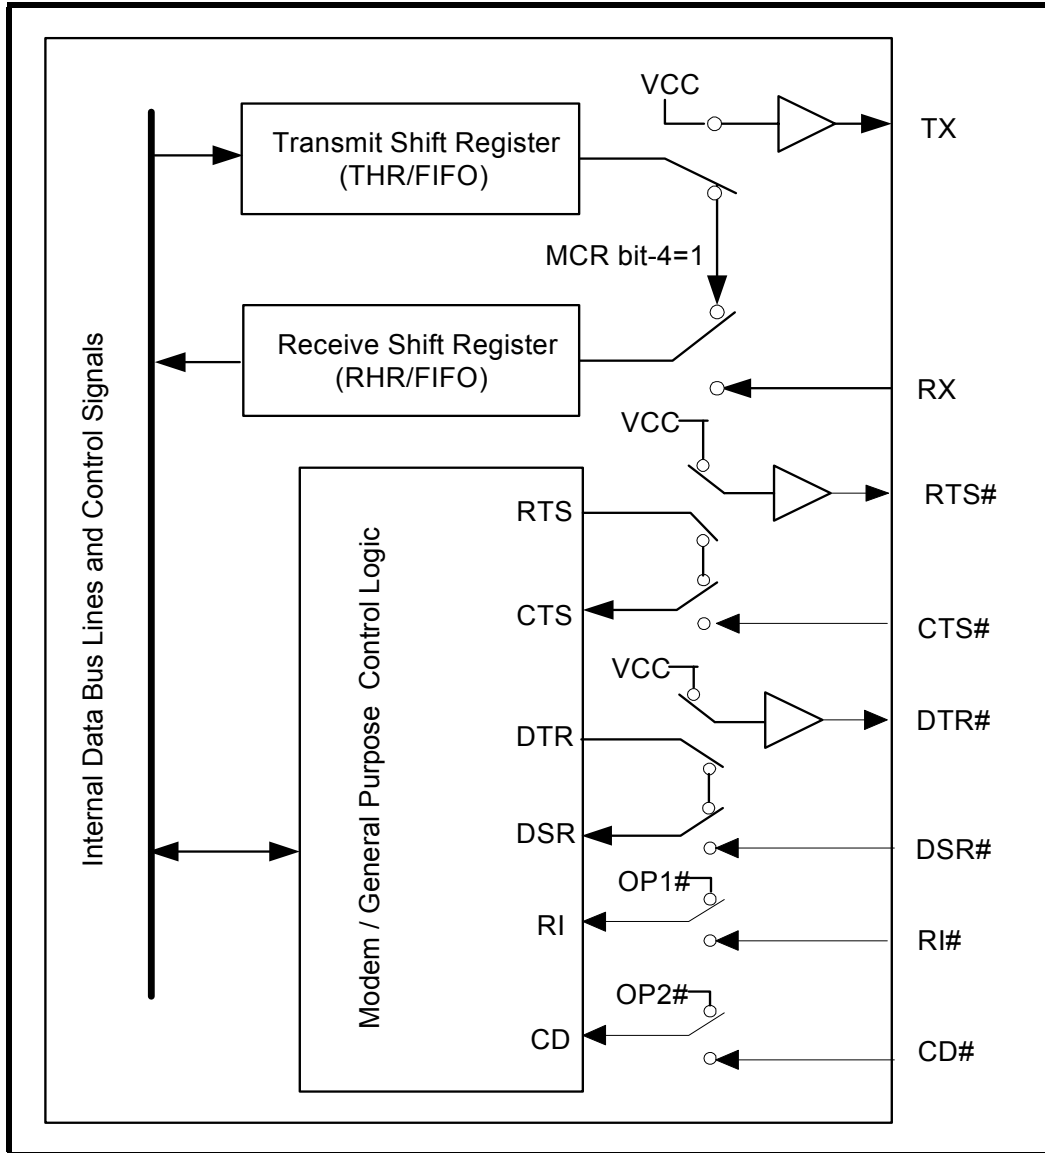 VCC
TX
Transmit Shift Register
(THR/FIFO)
MCR bit-4=1
Receive Shift Register
(RHR/FIFO)
RX
VCC
RTS#
RTS
CTS
CTS#
VCC
DTR#
DTR
DSR
DSR#
OP1#
RI
RI#
OP2#
CD
CD#
Internal Data Bus Lines and Control Signals
Modem / General Purpose Control Logic